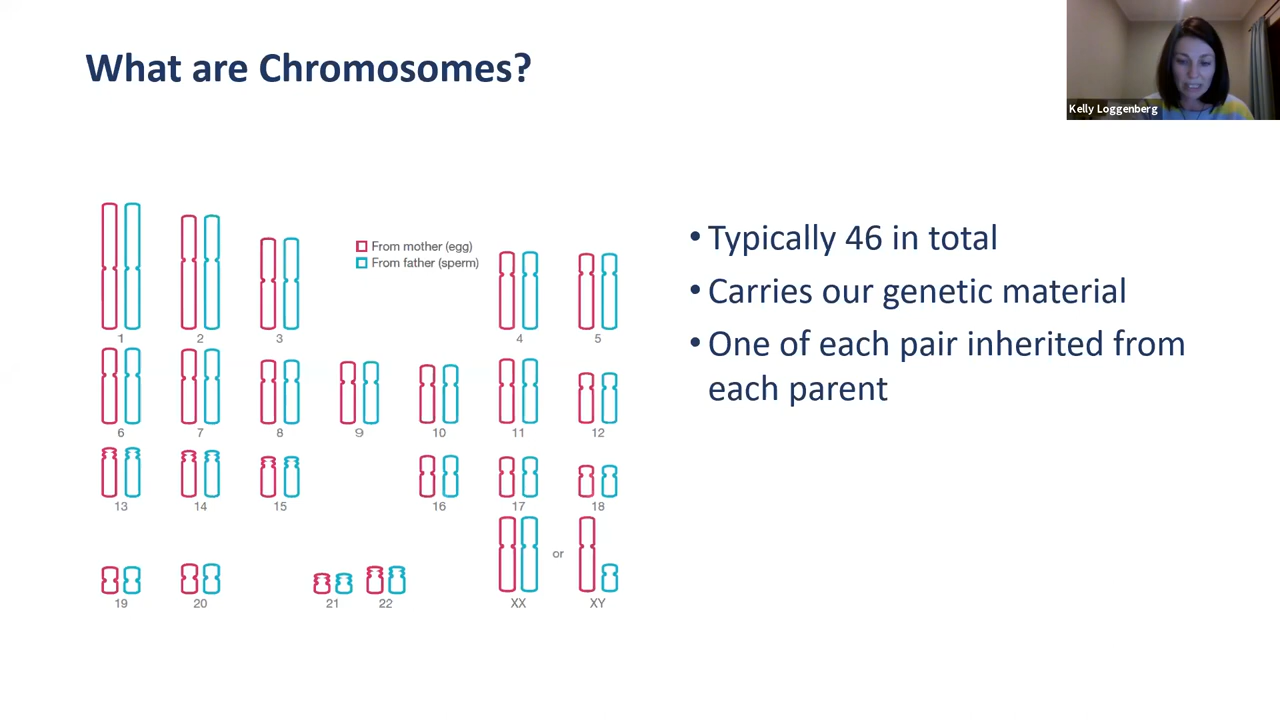 What are Chromosomes?
Kelly Loggenberg
From mother (egg)
From father (sperm)
1 2 3 4 5
6 7 8 9 10 11 12
13 14 15 16 17 18
or
19 20 21 22 XX XY
• Typically 46 in total
• Carries our genetic material
• One of each pair inherited from
each parent